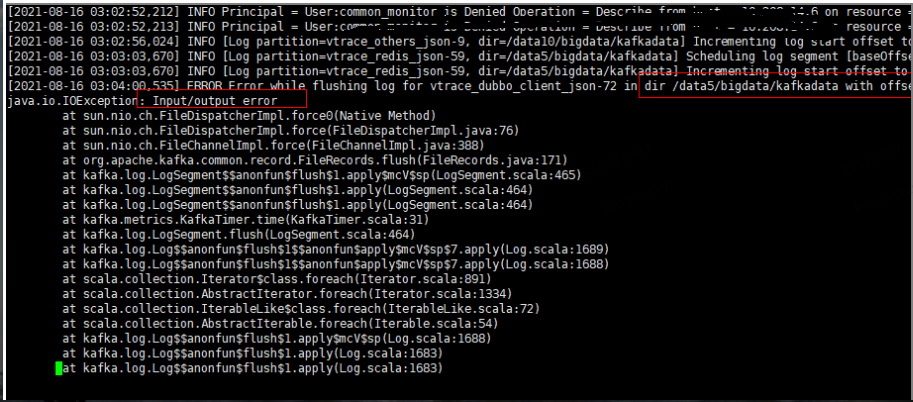 [2021-08-16 03:02:52,212] INFO Principal = User:common_monitor is Denied Operation = Describe from on resource =
[2021-08-16 03:02:52,213] INFO Principal = is Denied Operation = Describe from resource =
[2021-08-16 03:02:56,024] INFO [Log partition=vtrace_others_json-9, dir=/data10/bigdata/kafkadata] Incrementing log start offset to
[2021-08-16 03:03:03,670] INFO [Log partition=vtrace_redis_json-59, dir=/data5/bigdata/kafkadata] Scheduling log segment [baseOffse
[2021-08-16 03:03:03,670] INFO [Log partition=vtrace_redis_json-59, dir=/data5/bigdata/kafkadata] Incrementing log start offset to
[2021-08-16 03:04:00,535] ERROR Error while flushing log for vtrace_dubbo_client_json-72 in dir /data5/bigdata/kafkadata with offse
java.io.IOException: Input/output error
at sun.nio.ch.FileDispatcherImpl.force0(Native Method)
at sun.nio.ch.FileDispatcherImpl.force(FileDispatcherImpl.java:76)
at sun.nio.ch.FileChannelImpl.force(FileChannelImpl.java:388)
at org.apache.kafka.common.record.FileRecords.flush(FileRecords.java:171)
at kafka.log.LogSegment$$anonfun$flush$1.apply$mcV$sp(LogSegment.scala:465)
at kafka.log.LogSegment$$anonfun$flush$1.apply(LogSegment.scala:464)
at kafka.log.LogSegment$$anonfun$flush$1.apply(LogSegment.scala:464)
at kafka.metrics.KafkaTimer.time(KafkaTimer.scala:31)
at kafka.log.LogSegment.flush(LogSegment.scala:464)
at kafka.log.Log$$anonfun$flush$1$$anonfun$apply$mcV$sp$7.apply(Log.scala:1689)
at kafka.log.Log$$anonfun$flush$1$$anonfun$apply$mcV$sp$7.apply(Log.scala:1688)
at scala.collection.Iterator$class.foreach(Iterator.scala:891)
at scala.collection.AbstractIterator.foreach(Iterator.scala:1334)
at scala.collection.IterableLike$class.foreach(IterableLike.scala:72)
at scala.collection.AbstractIterable.foreach(Iterable.scala:54)
at kafka.log.Log$$anonfun$flush$1.apply$mcV$sp(Log.scala:1688)
at kafka.log.Log$$anonfun$flush$1.apply(Log.scala:1683)
at kafka.log.Log$$anonfun$flush$1.apply(Log.scala:1683)